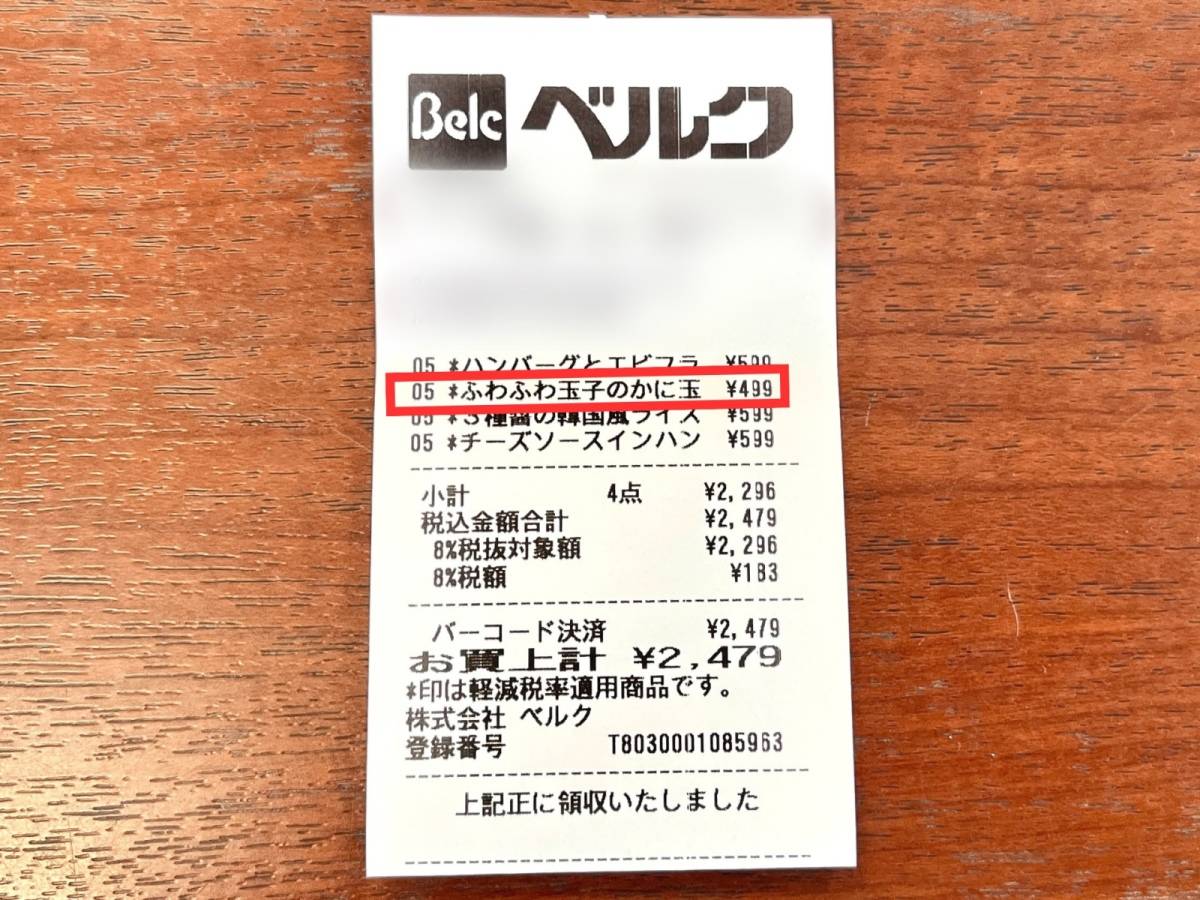 Belc ベルク
05 *ハンバーグとエビフラ ¥599
05 *ふわふわ玉子のかに玉 ¥499
05 *3種醤の韓国風ライス ¥599
05 *チーズソースインハン ¥599
小計 4点 ¥2,296
税込金額合計 ¥2,479
8%税抜対象額 ¥2,296
8%税額 ¥183
バーコード決済 ¥2,479
お買上計 ¥2,479
*印は軽減税率適用商品です。
株式会社 ベルク
登録番号 T8030001085963
上記正に領収いたしました